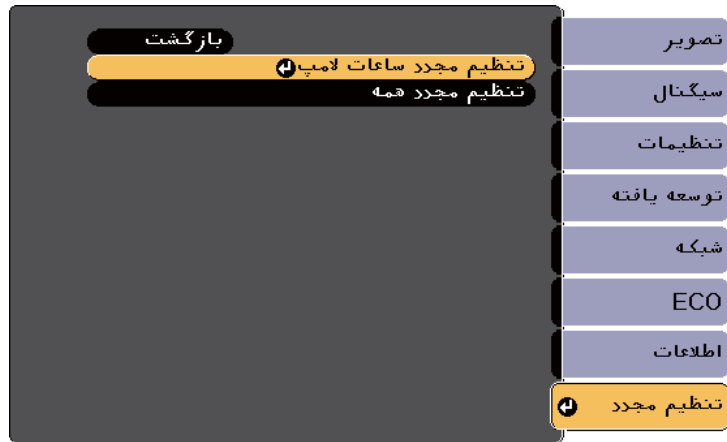 تصویر
سیگنال
تنظیمات
توسعه یافته
شبکه
ECO
اطلاعات
تنظیم مجدد
بازگشت
تنظیم مجدد ساعات لامپ
تنظیم مجدد همه